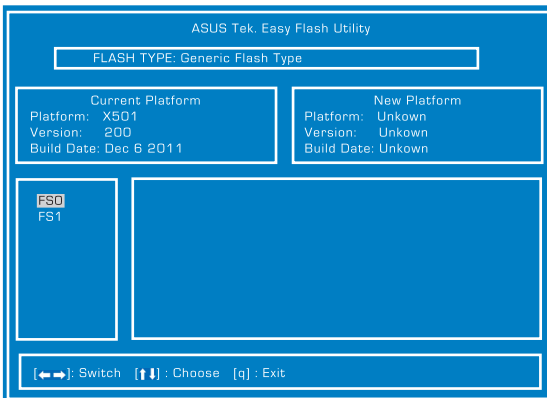 ASUS Tek. Easy Flash Utility
FLASH TYPE: Generic Flash Type
Current Platform
Platform: X501
Version: 200
Build Date: Dec 6 2011
New Platform
Platform: Unkown
Version: Unkown
Build Date: Unkown
FS0
FS1
[←→]: Switch [↑↓] : Choose [q] : Exit